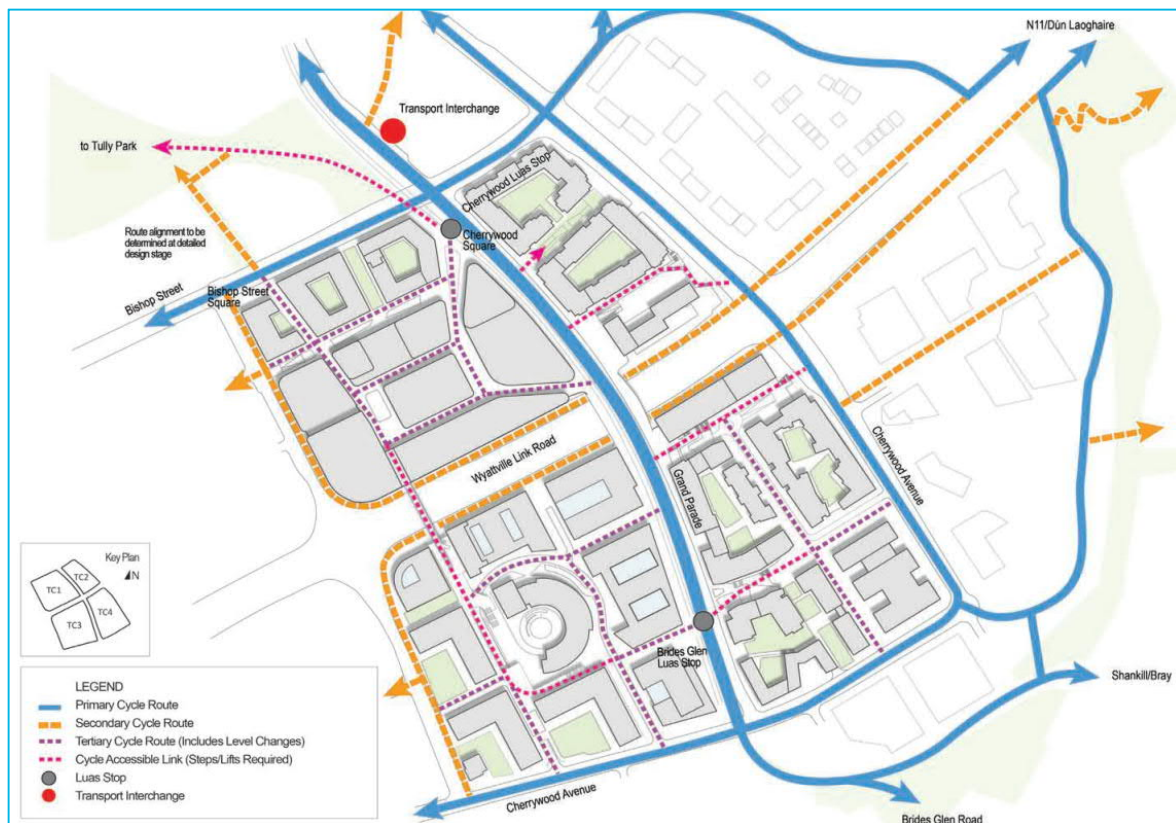 N11/Dún Laoghaire
Transport Interchange
to Tully Park
Cherrywood Luas Stop
Cherrywood
Square
Route alignment to be
determined at detailed
design stage
Bishop Street
Bishop Street
Square
Wyattville Link Road
Grand Parade
Cherrywood Avenue
Key Plan
N
TC1
TC2
TC3
TC4
Brides Glen
Luas Stop
Shankill/Bray
LEGEND
Primary Cycle Route
Secondary Cycle Route
Tertiary Cycle Route (Includes Level Changes)
Cycle Accessible Link (Steps/Lifts Required)
Luas Stop
Transport Interchange
Cherrywood Avenue
Brides Glen Road